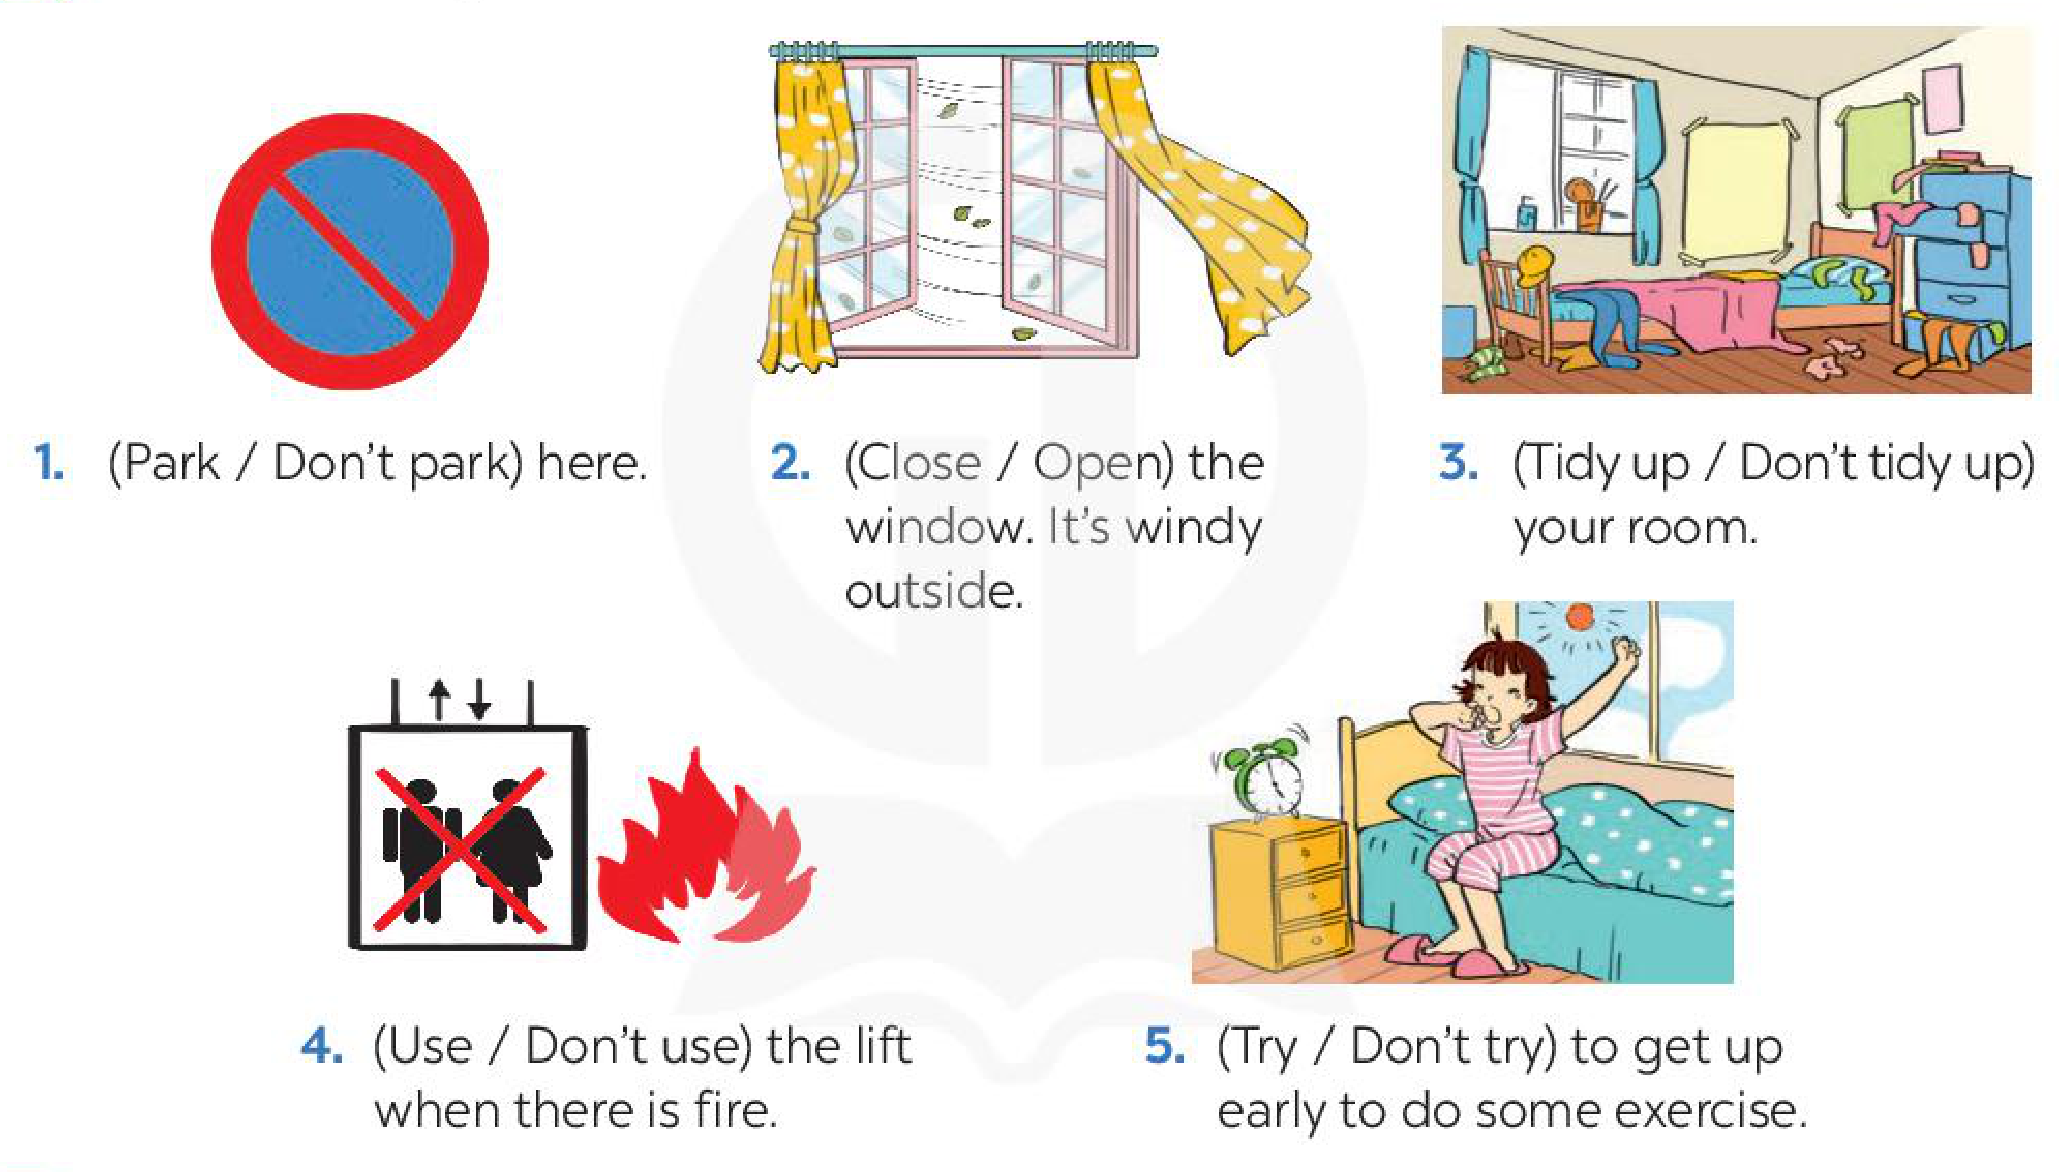 1. (Park / Don't park) here.
2. (Close / Open) the
window. It's windy
outside.
3. (Tidy up / Don't tidy up)
your room.
4. (Use / Don't use) the lift
when there is fire.
5. (Try / Don't try) to get up
early to do some exercise.